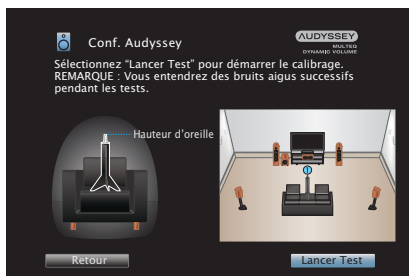 Conf. Audyssey
AUDYSSEY
MULTEQ
DYNAMIC VOLUME
Sélectionnez “Lancer Test” pour démarrer le calibrage.
REMARQUE : Vous entendrez des bruits aigus successifs
pendant les tests.
Hauteur d’oreille
Retour
Lancer Test